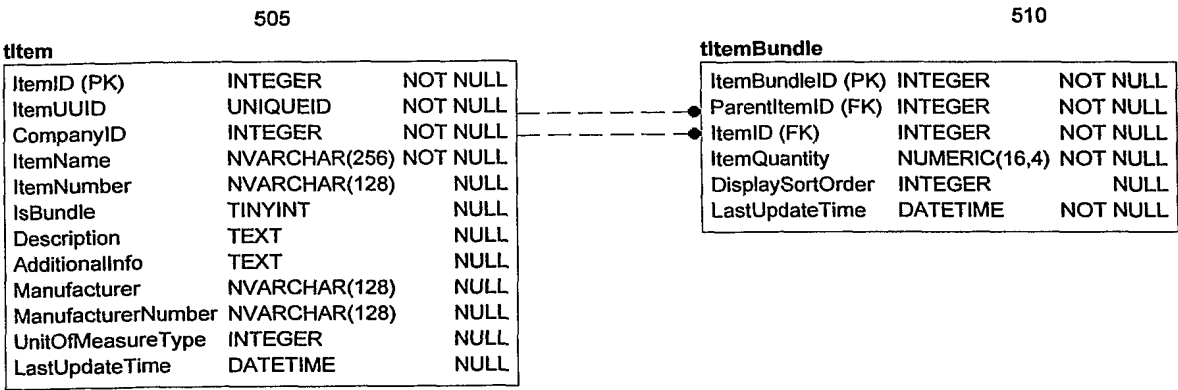 505
tItem
ItemID (PK) INTEGER NOT NULL
ItemUUID UNIQUEID NOT NULL
CompanyID INTEGER NOT NULL
ItemName NVARCHAR(256) NOT NULL
ItemNumber NVARCHAR(128) NULL
IsBundle TINYINT NULL
Description TEXT NULL
AdditionalInfo TEXT NULL
Manufacturer NVARCHAR(128) NULL
ManufacturerNumber NVARCHAR(128) NULL
UnitOfMeasureType INTEGER NULL
LastUpdateTime DATETIME NULL
510
tItemBundle
ItemBundleID (PK) INTEGER NOT NULL
ParentItemID (FK) INTEGER NOT NULL
ItemID (FK) INTEGER NOT NULL
ItemQuantity NUMERIC(16,4) NOT NULL
DisplaySortOrder INTEGER NULL
LastUpdateTime DATETIME NOT NULL